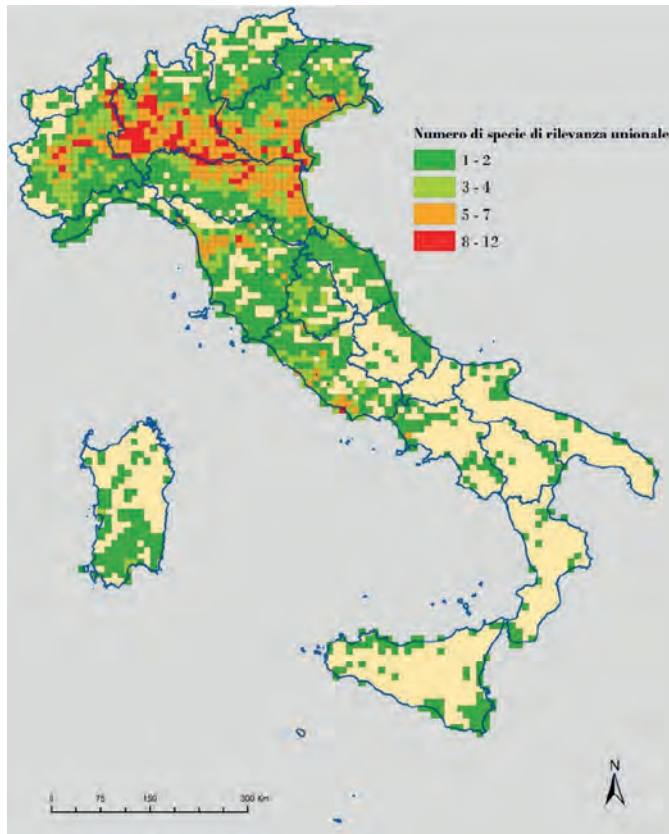 Numero di specie di rilevanza unionale
1 - 2
3 - 4
5 - 7
8 - 12
N
0 75 150 300 Km